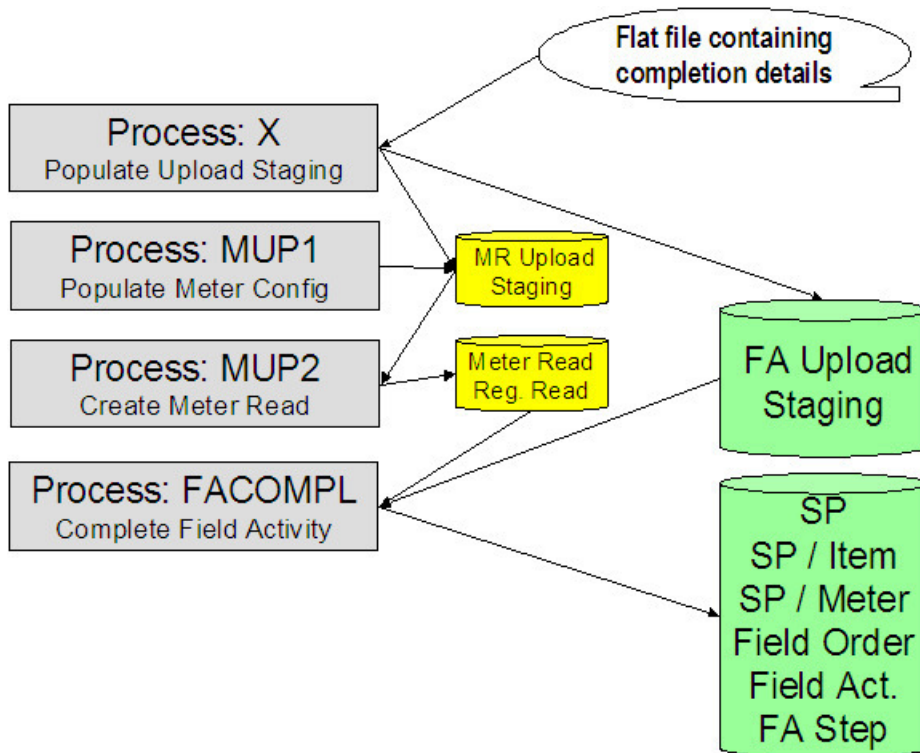 Flat file containing
completion details
Process: X
Populate Upload Staging
Process: MUP1
Populate Meter Config
MR Upload
Staging
Process: MUP2
Create Meter Read
Meter Read
Reg. Read
FA Upload
Staging
Process: FACOMPL
Complete Field Activity
SP
SP / Item
SP / Meter
Field Order
Field Act.
FA Step